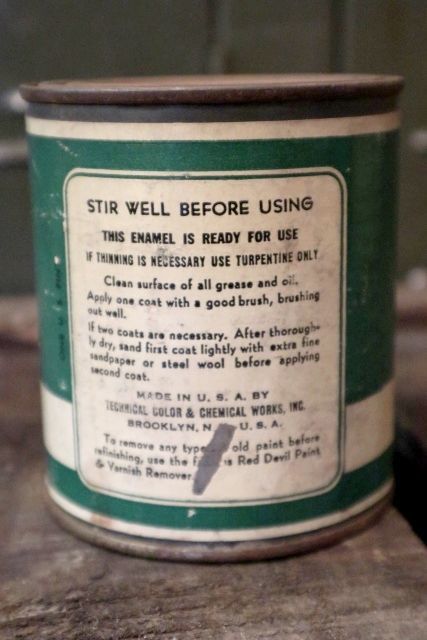 STIR WELL BEFORE USING
THIS ENAMEL IS READY FOR USE
IF THINNING IS NECESSARY USE TURPENTINE ONLY
Clean surface of all grease and oil.
Apply one coat with a good brush, brushing
out well.
If two coats are necessary. After thorough-
ly dry, sand first coat lightly with extra fine
sandpaper or steel wool before applying
second coat.
MADE IN U. S. A. BY
TECHNICAL COLOR & CHEMICAL WORKS, INC.
BROOKLYN, N. U. S. A.
To remove any type old paint before
refinishing, use the Red Devil Paint
& Varnish Remover.